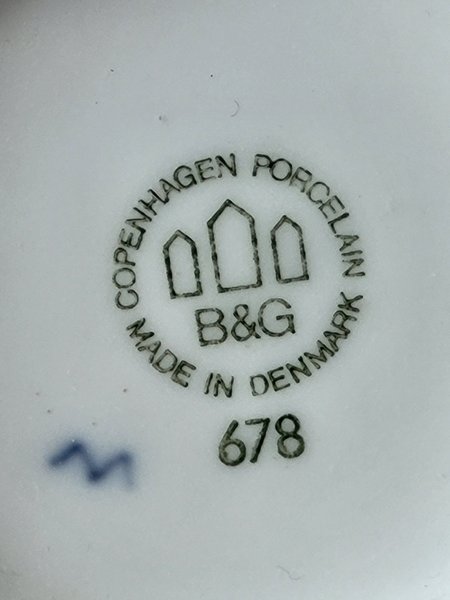 COPENHAGEN PORCELAIN
B&G
MADE IN DENMARK
678
M